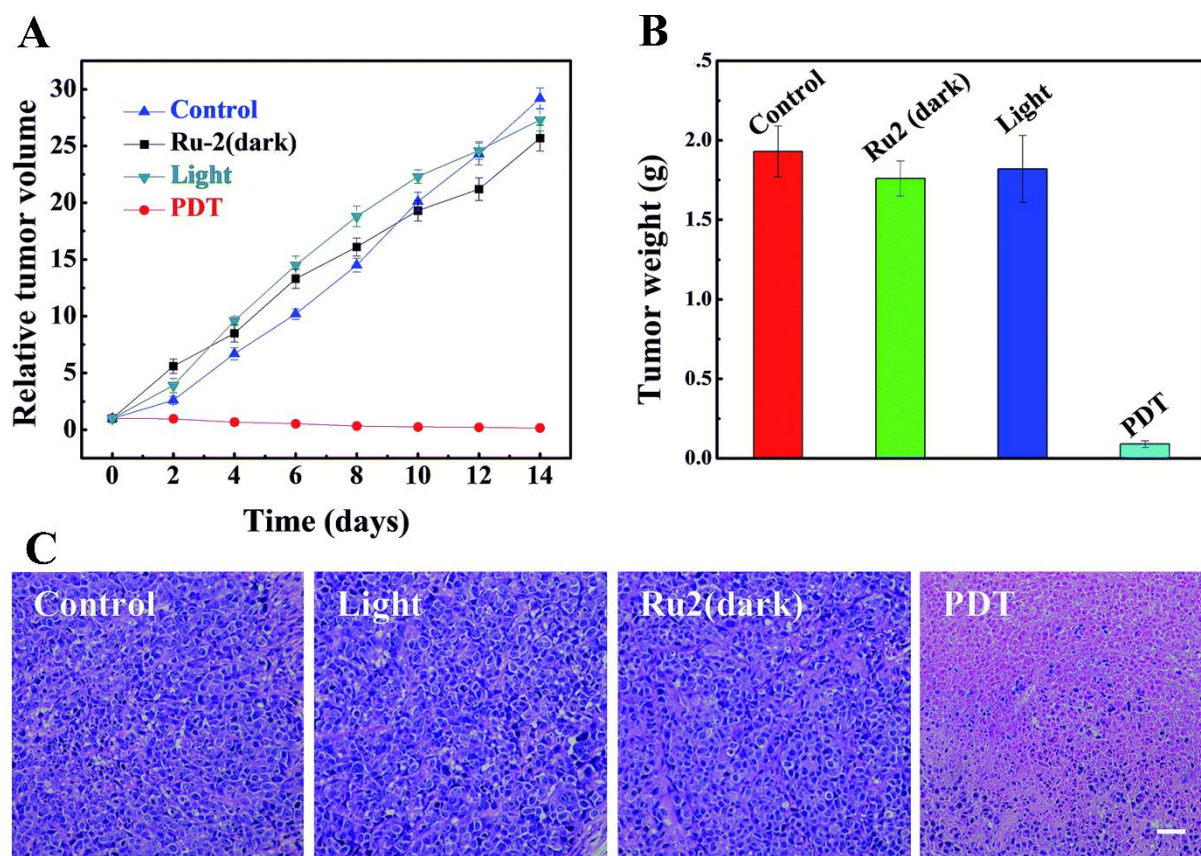 A
Relative tumor volume
30
25
20
15
10
5
0
Control
Ru-2(dark)
Light
PDT
0 2 4 6 8 10 12 14
Time (days)
B
Tumor weight (g)
.5
2.0
1.5
1.0
0.5
0.0
Control
Ru2 (dark)
Light
PDT
C
Control
Light
Ru2(dark)
PDT